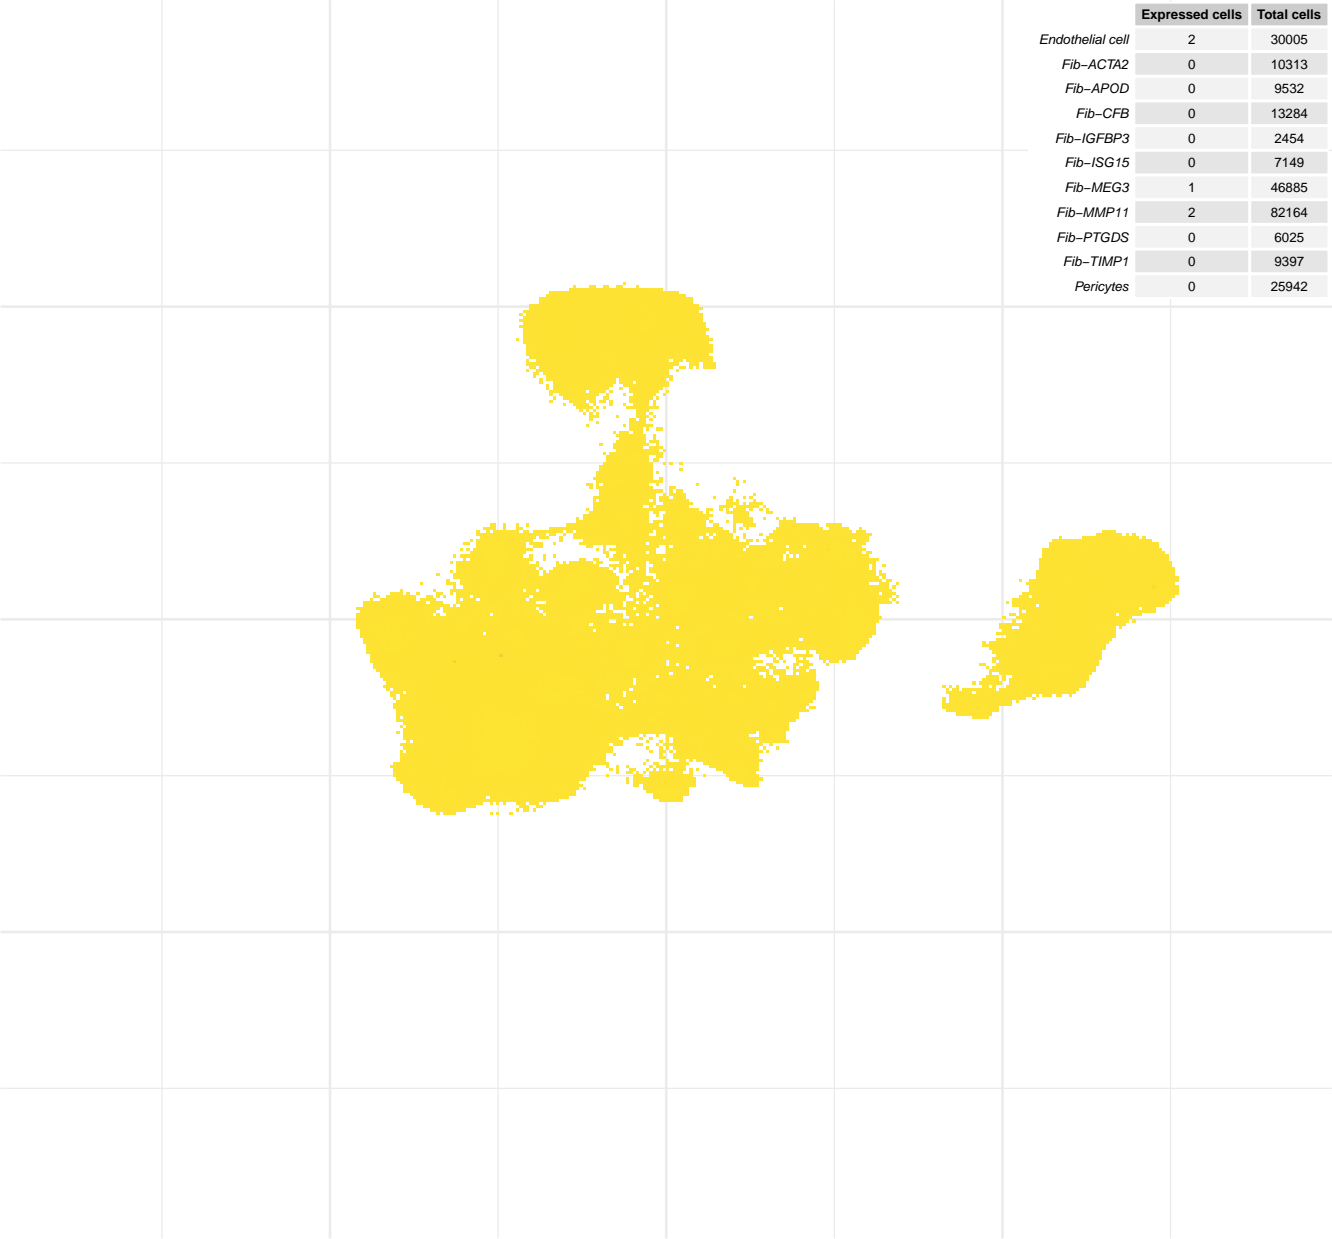 Expressed cells Total cells
Endothelial cell 2 30005
Fib−ACTA2 0 10313
Fib−APOD 0 9532
Fib−CFB 0 13284
Fib−IGFBP3 0 2454
Fib−ISG15 0 7149
Fib−MEG3 1 46885
Fib−MMP11 2 82164
Fib−PTGDS 0 6025
Fib−TIMP1 0 9397
Pericytes 0 25942